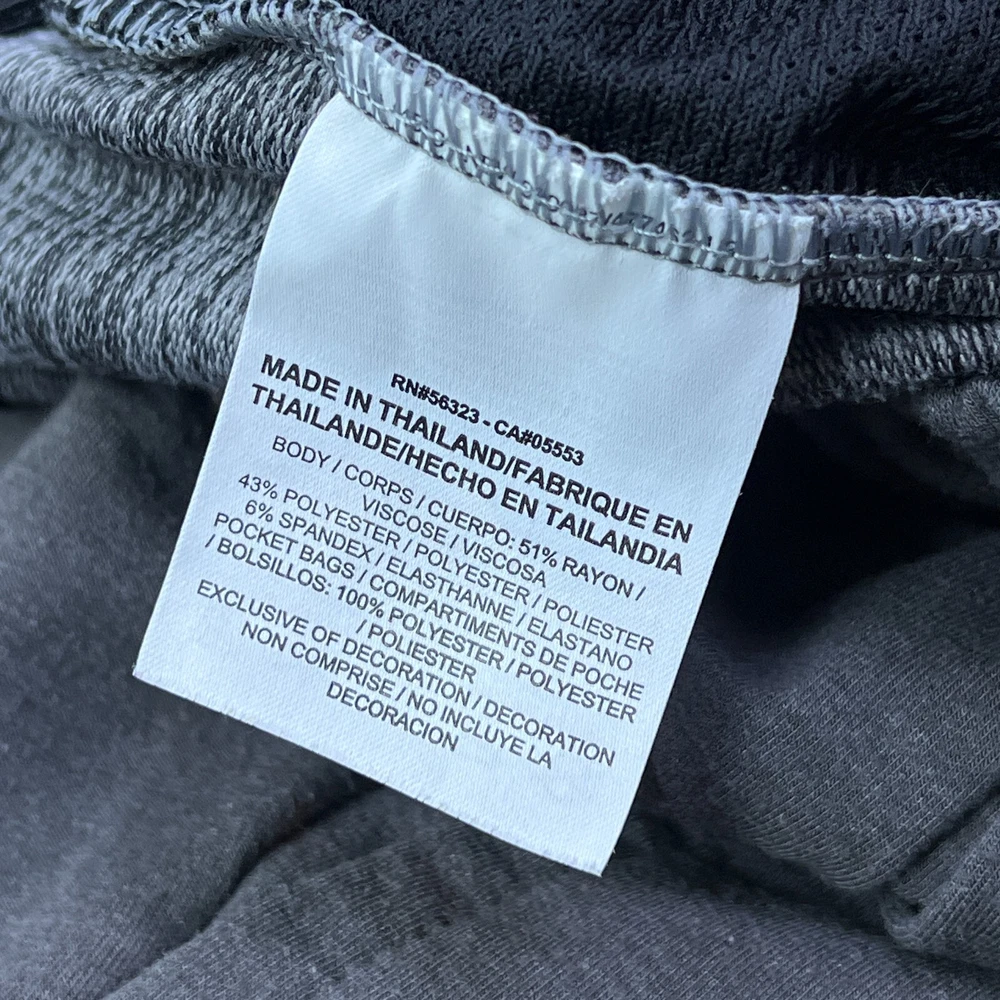 RN#56323 - CA#05553
MADE IN THAILAND/FABRIQUE EN
THAILANDE/HECHO EN TAILANDIA
BODY / CORPS / CUERPO: 51% RAYON /
VISCOSE / VISCOSA
43% POLYESTER / POLYESTER / POLIESTER
6% SPANDEX / ELASTHANNE / ELASTANO
POCKET BAGS / COMPARTIMENTS DE POCHE
/ BOLSILLOS: 100% POLYESTER / POLYESTER
/ POLIESTER
EXCLUSIVE OF DECORATION / DECORATION
NON COMPRISE / NO INCLUYE LA
DECORACION